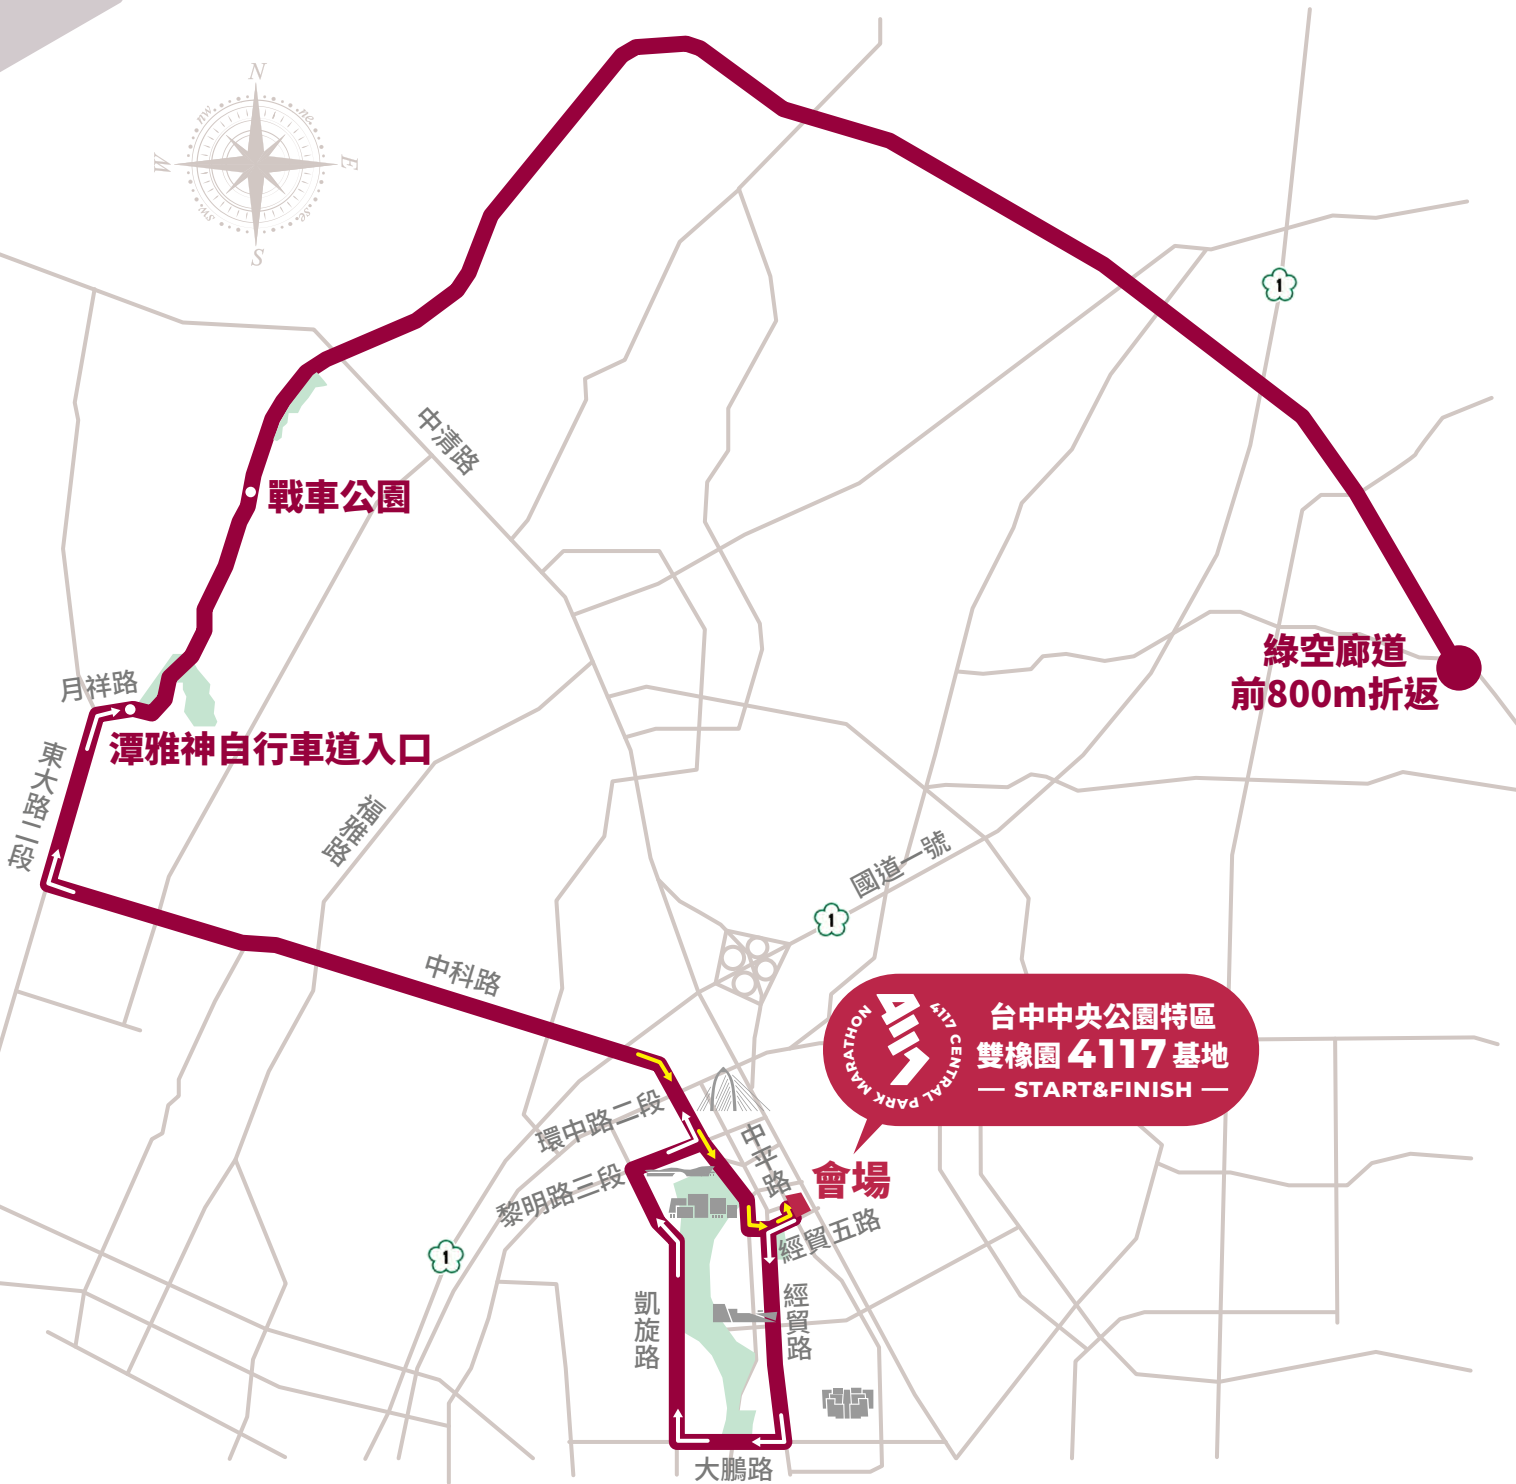 N
nw
ne
W
E
sw
se
S
1
中清路
戰車公園
綠空廊道
前800m折返
月祥路
潭雅神自行車道入口
東大路二段
福雅路
國道一號
1
中科路
4117 CENTRAL PARK MARATHON
台中中央公園特區
雙橡園4117基地
START&FINISH
環中路二段
中平路
會場
黎明路三段
經貿五路
1
凱旋路
經貿路
大鵬路